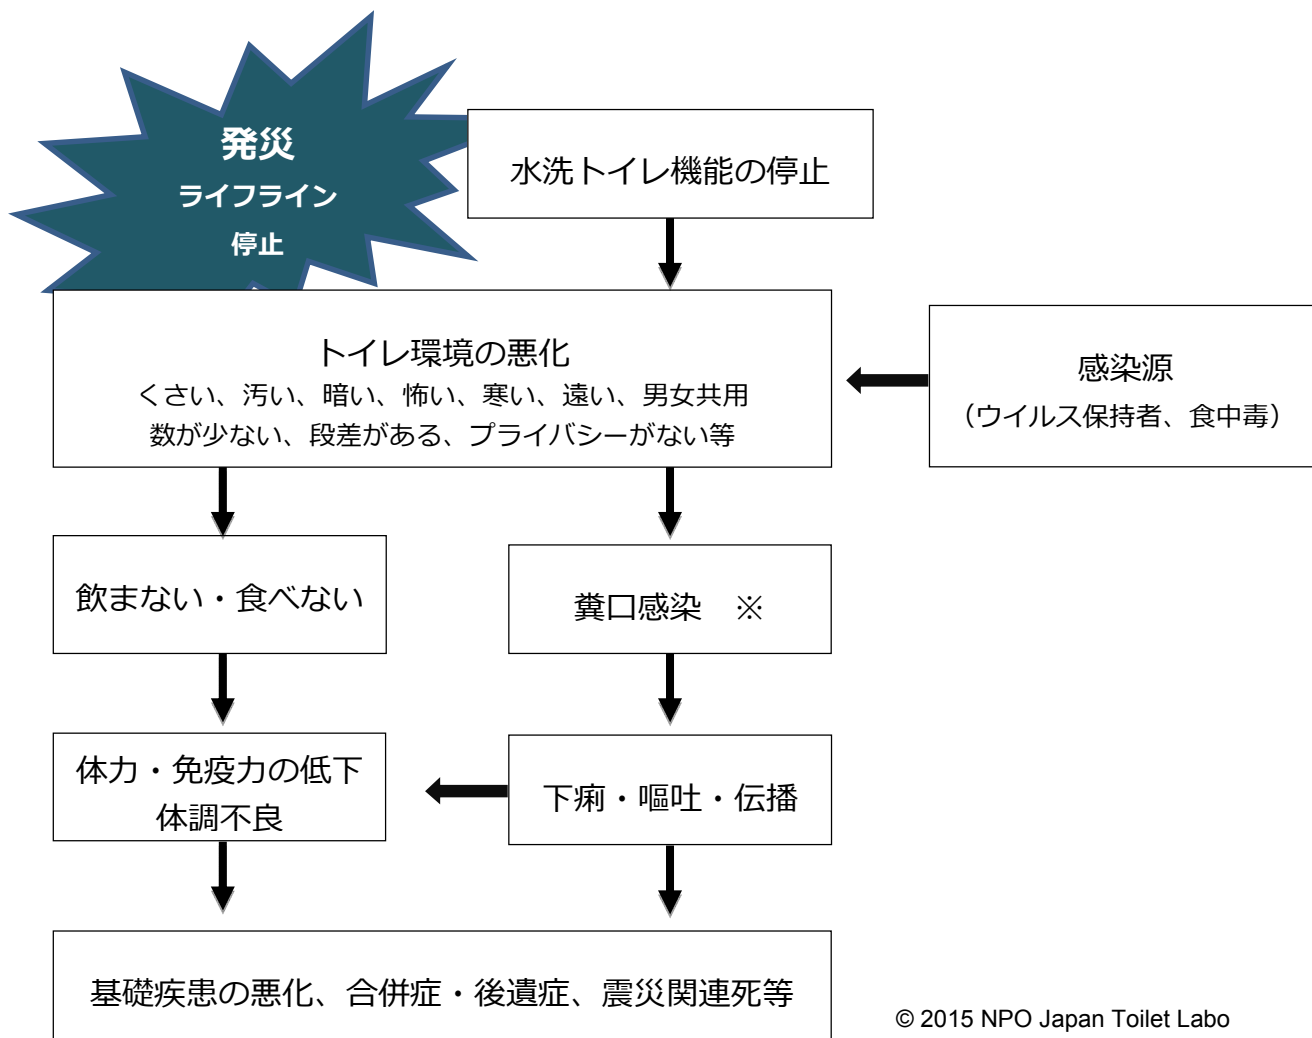 発災
ライフライン
停止
水洗トイレ機能の停止
トイレ環境の悪化
くさい、汚い、暗い、怖い、寒い、遠い、男女共用
数が少ない、段差がある、プライバシーがない等
感染源
（ウイルス保持者、食中毒）
飲まない・食べない
糞口感染　※
体力・免疫力の低下
体調不良
下痢・嘔吐・伝播
基礎疾患の悪化、合併症・後遺症、震災関連死等
© 2015 NPO Japan Toilet Labo